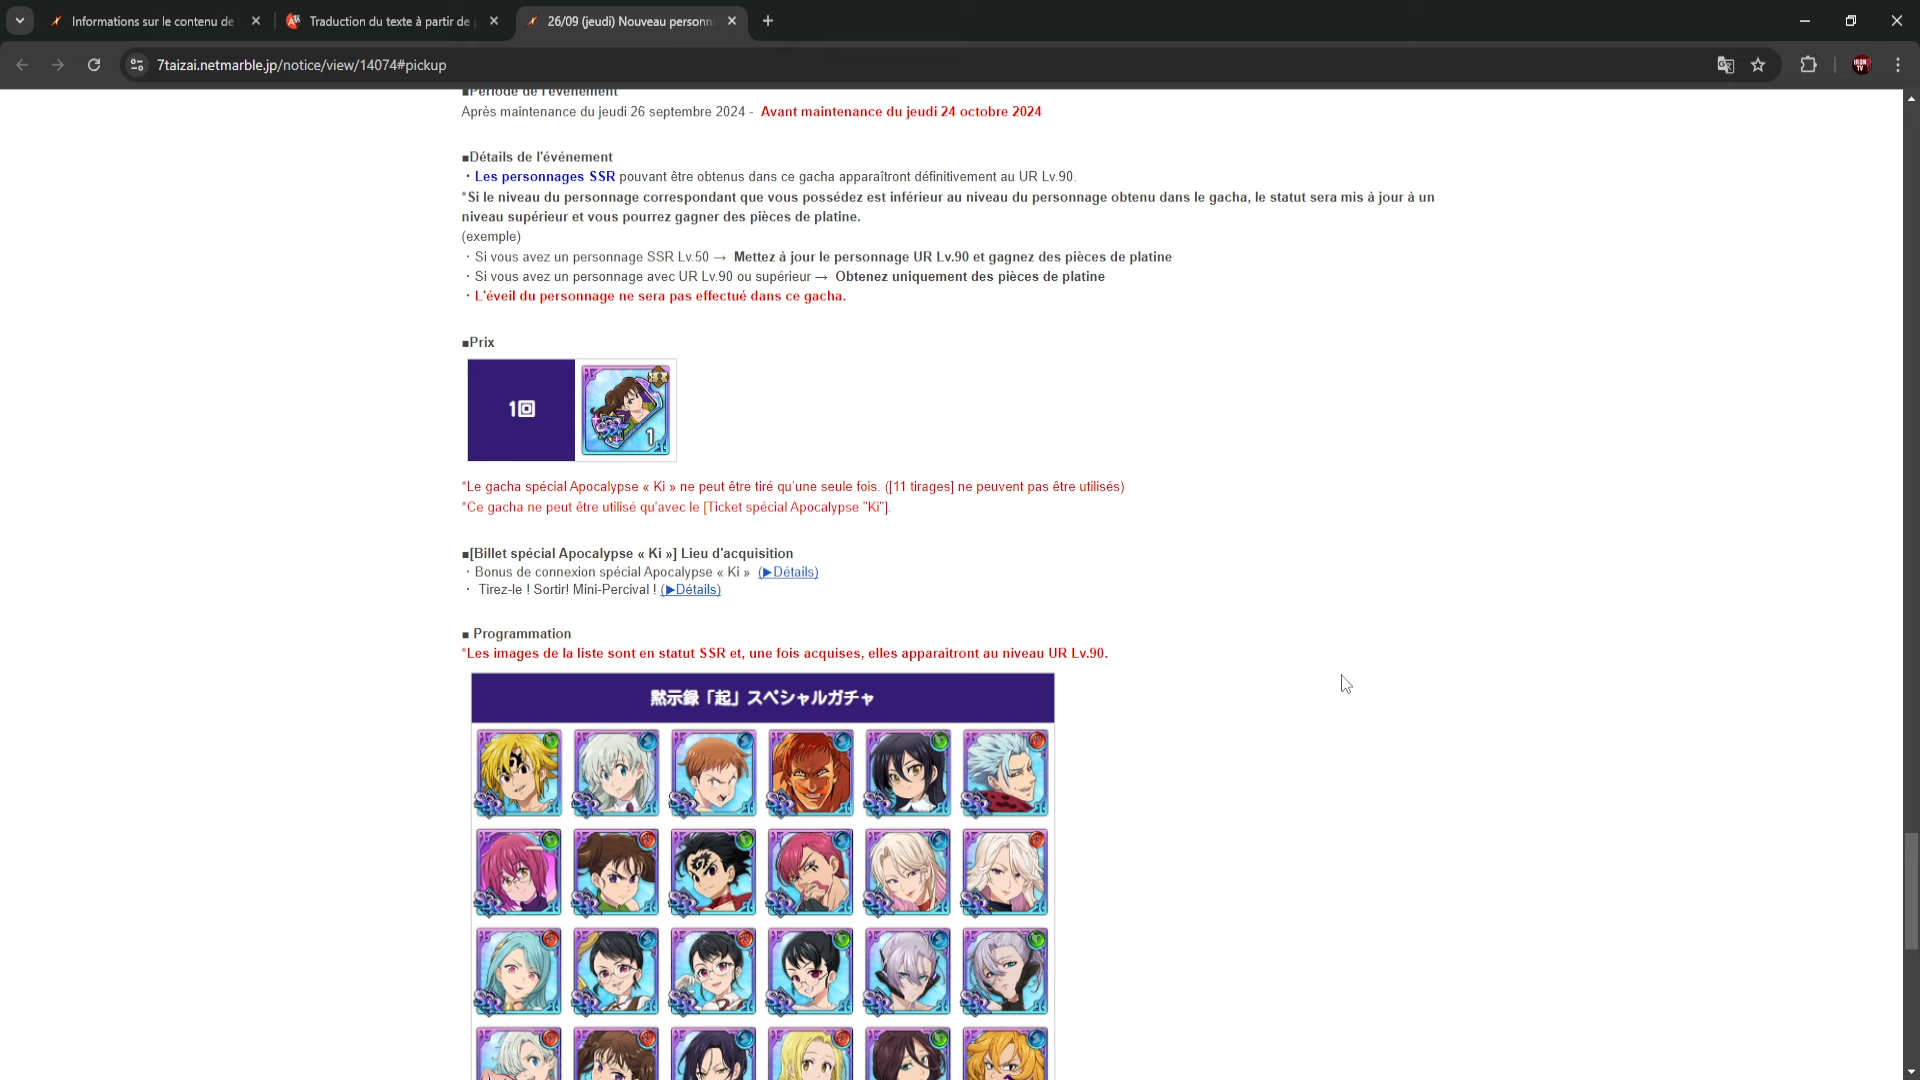 Informations sur le contenu de
Traduction du texte à partir de
26/09 (jeudi) Nouveau personn
7taizai.netmarble.jp/notice/view/14074#pickup
■Période de l'événement
Après maintenance du jeudi 26 septembre 2024 - Avant maintenance du jeudi 24 octobre 2024
■Détails de l'événement
・Les personnages SSR pouvant être obtenus dans ce gacha apparaîtront définitivement au UR Lv.90.
*Si le niveau du personnage correspondant que vous possédez est inférieur au niveau du personnage obtenu dans le gacha, le statut sera mis à jour à un
niveau supérieur et vous pourrez gagner des pièces de platine.
(exemple)
・Si vous avez un personnage SSR Lv.50 → Mettez à jour le personnage UR Lv.90 et gagnez des pièces de platine
・Si vous avez un personnage avec UR Lv.90 ou supérieur → Obtenez uniquement des pièces de platine
・L'éveil du personnage ne sera pas effectué dans ce gacha.
■Prix
1回
1
*Le gacha spécial Apocalypse « Ki » ne peut être tiré qu'une seule fois. ([11 tirages] ne peuvent pas être utilisés)
*Ce gacha ne peut être utilisé qu'avec le [Ticket spécial Apocalypse "Ki"].
■[Billet spécial Apocalypse « Ki »] Lieu d'acquisition
・Bonus de connexion spécial Apocalypse « Ki » (▶Détails)
・ Tirez-le ! Sortir! Mini-Percival ! (▶Détails)
■ Programmation
*Les images de la liste sont en statut SSR et, une fois acquises, elles apparaîtront au niveau UR Lv.90.
黙示録「起」スペシャルガチャ